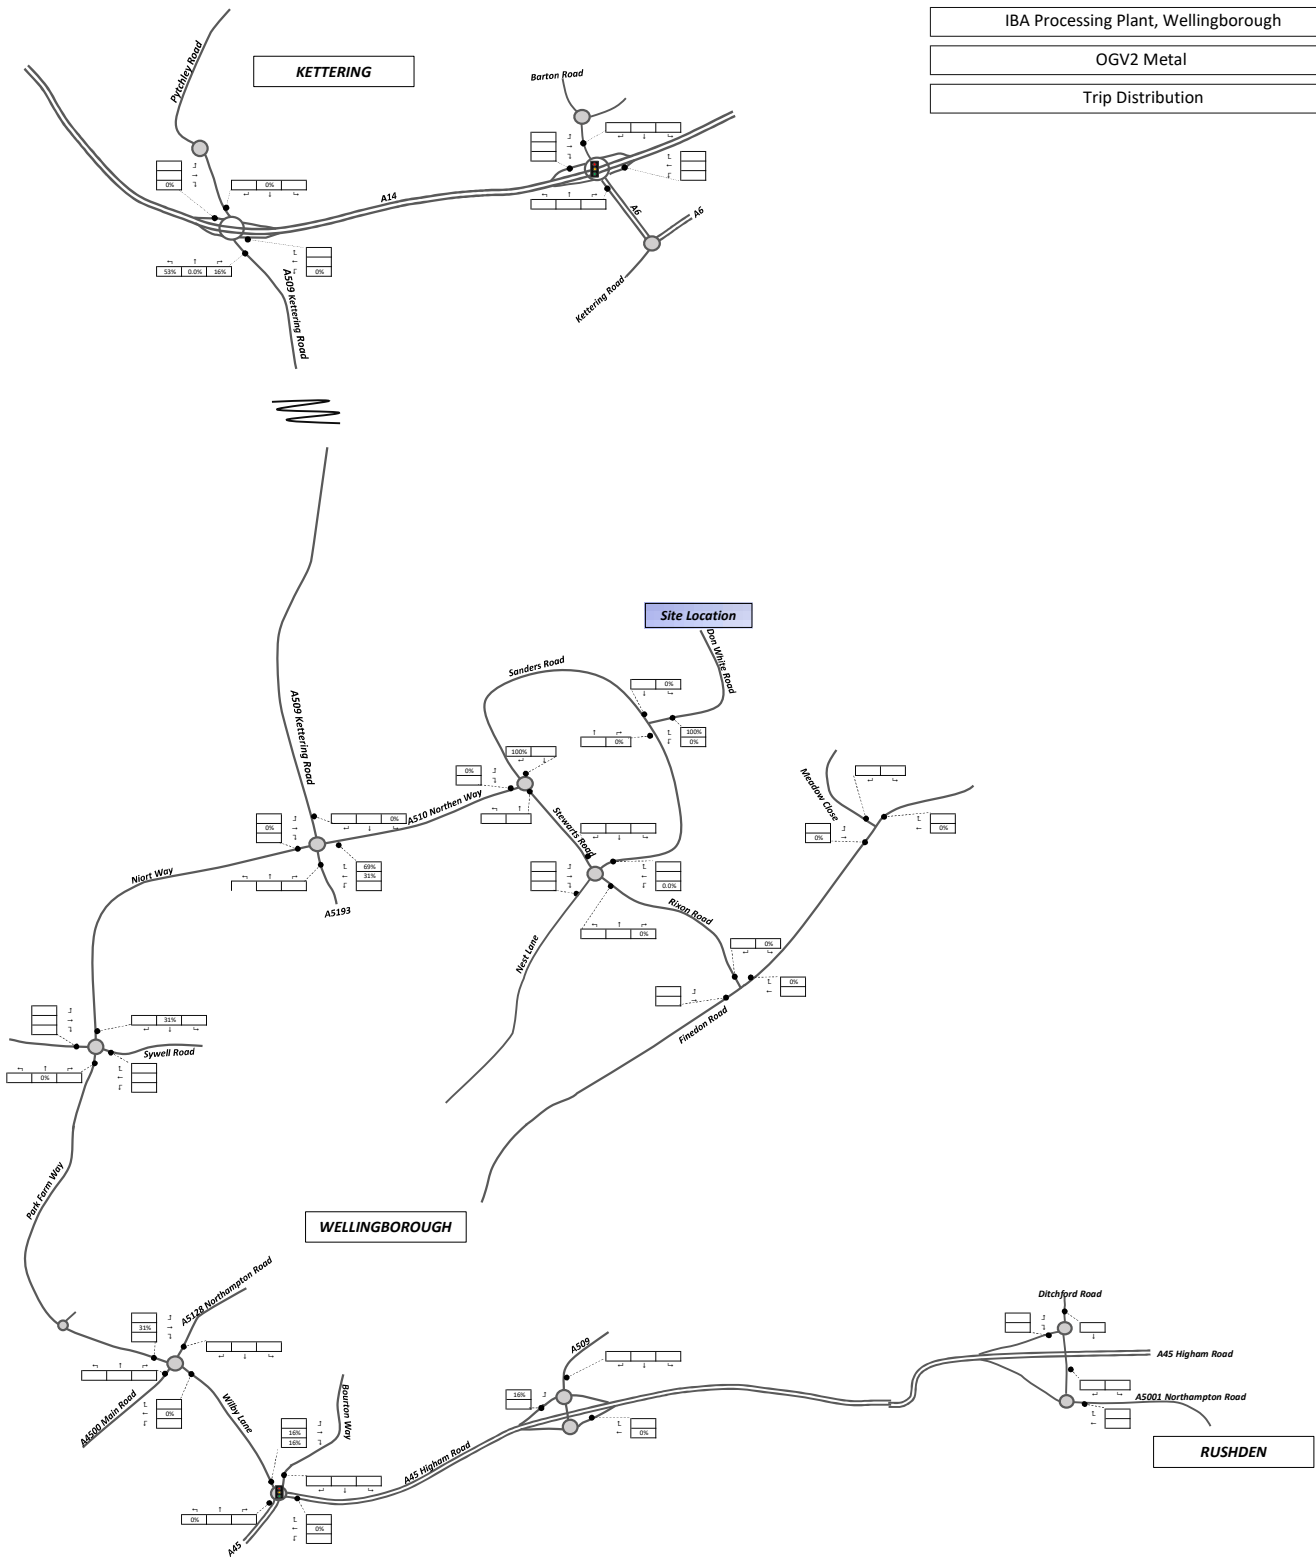 IBA Processing Plant, Wellingborough
OGV2 Metal
Trip Distribution
KETTERING
Pytchley Road
Barton Road
0%
0%
A14
A6
A6
53% 0.0% 16%
0%
A509 Kettering Road
Kettering Road
Site Location
Don White Road
Sanders Road
0%
100%
0%
0%
A509 Kettering Road
100%
0%
A510 Northen Way
Stewarts Road
Meadow Close
0%
0%
0%
0%
69%
31%
Niort Way
A5193
0.0%
Rixon Road
0%
Nest Lane
0%
0%
Finedon Road
31%
Sywell Road
0%
Park Farm Way
WELLINGBOROUGH
A5128 Northampton Road
31%
A4500 Main Road
0%
Wilby Lane
Bourton Way
16%
16%
0%
0%
A45
A45 Higham Road
A509
16%
0%
Ditchford Road
A45 Higham Road
A5001 Northampton Road
RUSHDEN